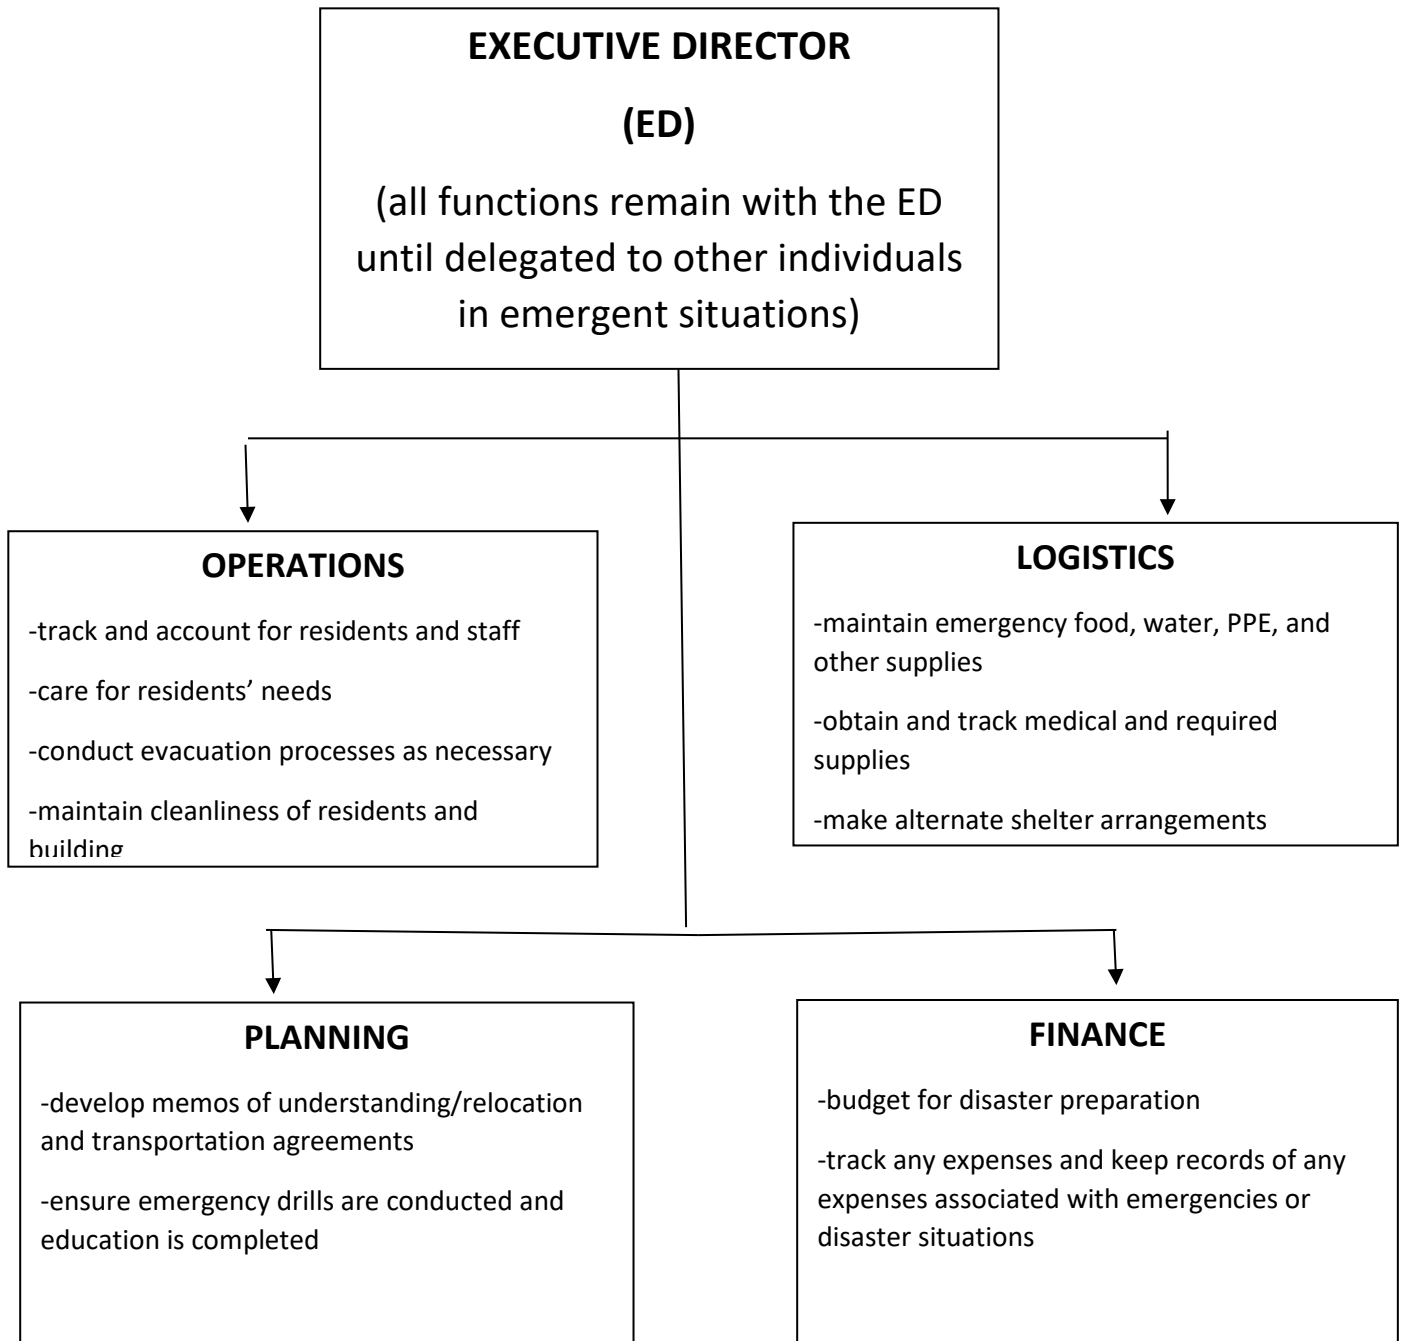 EXECUTIVE DIRECTOR
(ED)
(all functions remain with the ED
until delegated to other individuals
in emergent situations)
OPERATIONS
-track and account for residents and staff
-care for residents’ needs
-conduct evacuation processes as necessary
-maintain cleanliness of residents and
building
LOGISTICS
-maintain emergency food, water, PPE, and
other supplies
-obtain and track medical and required
supplies
-make alternate shelter arrangements
PLANNING
-develop memos of understanding/relocation
and transportation agreements
-ensure emergency drills are conducted and
education is completed
FINANCE
-budget for disaster preparation
-track any expenses and keep records of any
expenses associated with emergencies or
disaster situations